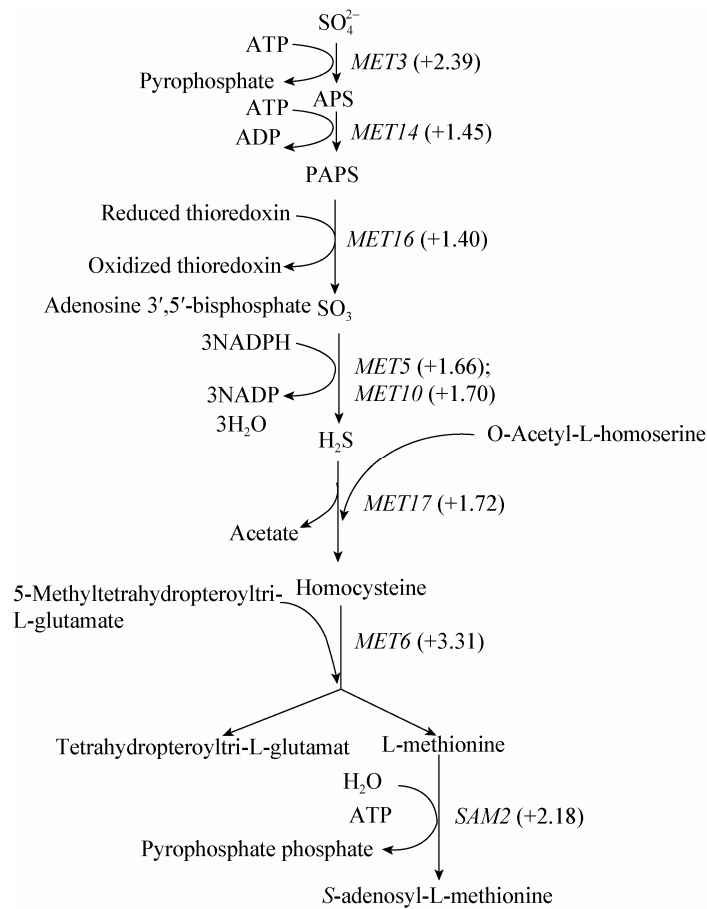 SO₄²⁻
ATP
MET3 (+2.39)
Pyrophosphate
APS
ATP
MET14 (+1.45)
ADP
PAPS
Reduced thioredoxin
MET16 (+1.40)
Oxidized thioredoxin
Adenosine 3′,5′-bisphosphate SO₃
3NADPH
MET5 (+1.66);
3NADP
MET10 (+1.70)
3H₂O
H₂S
O-Acetyl-L-homoserine
MET17 (+1.72)
Acetate
Homocysteine
5-Methyltetrahydropteroyltri-
L-glutamate
MET6 (+3.31)
Tetrahydropteroyltri-L-glutamat
L-methionine
H₂O
ATP
SAM2 (+2.18)
Pyrophosphate phosphate
S-adenosyl-L-methionine